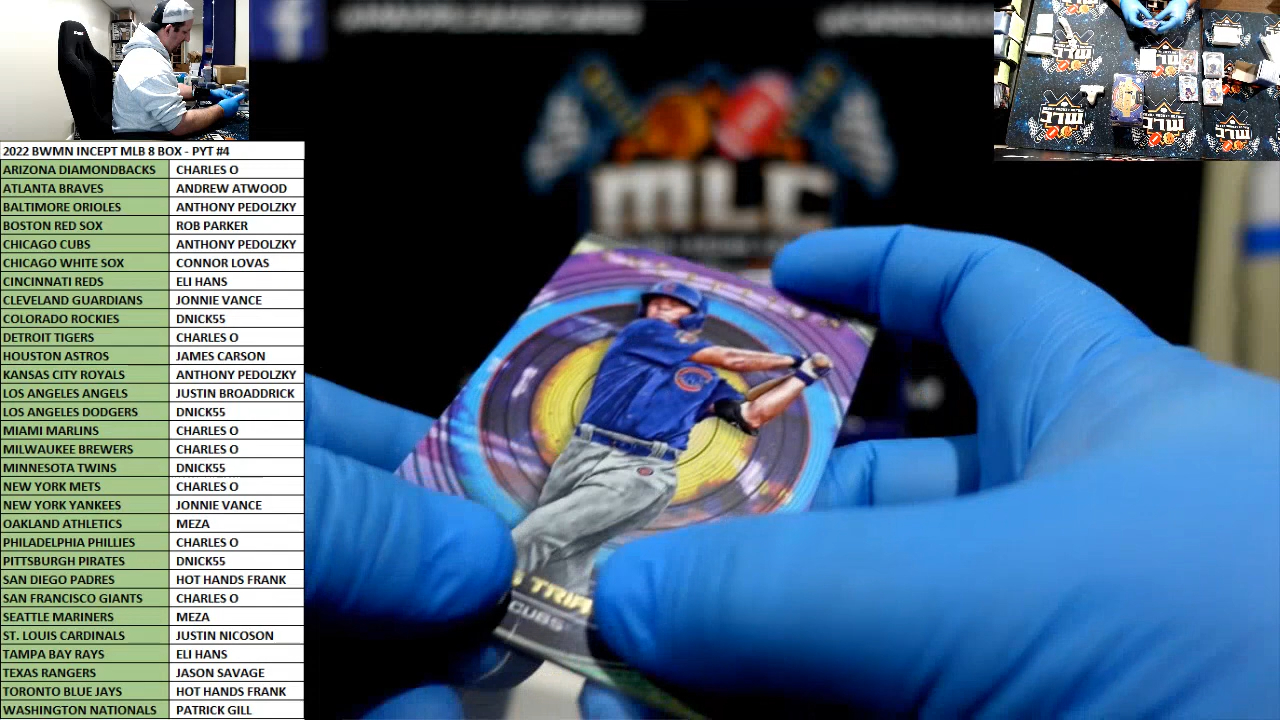 2022 BWMN INCEPT MLB 8 BOX - PYT #4
ARIZONA DIAMONDBACKS CHARLES O
ATLANTA BRAVES ANDREW ATWOOD
BALTIMORE ORIOLES ANTHONY PEDOLZKY
BOSTON RED SOX ROB PARKER
CHICAGO CUBS ANTHONY PEDOLZKY
CHICAGO WHITE SOX CONNOR LOVAS
CINCINNATI REDS ELI HANS
CLEVELAND GUARDIANS JONNIE VANCE
COLORADO ROCKIES DNICK55
DETROIT TIGERS CHARLES O
HOUSTON ASTROS JAMES CARSON
KANSAS CITY ROYALS ANTHONY PEDOLZKY
LOS ANGELES ANGELS JUSTIN BROADDRICK
LOS ANGELES DODGERS DNICK55
MIAMI MARLINS CHARLES O
MILWAUKEE BREWERS CHARLES O
MINNESOTA TWINS DNICK55
NEW YORK METS CHARLES O
NEW YORK YANKEES JONNIE VANCE
OAKLAND ATHLETICS MEZA
PHILADELPHIA PHILLIES CHARLES O
PITTSBURGH PIRATES DNICK55
SAN DIEGO PADRES HOT HANDS FRANK
SAN FRANCISCO GIANTS CHARLES O
SEATTLE MARINERS MEZA
ST. LOUIS CARDINALS JUSTIN NICOSON
TAMPA BAY RAYS ELI HANS
TEXAS RANGERS JASON SAVAGE
TORONTO BLUE JAYS HOT HANDS FRANK
WASHINGTON NATIONALS PATRICK GILL
MLC
C
CUBS